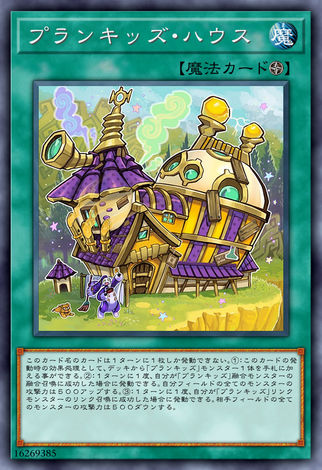 プランキッズ・ハウス
魔
【魔法カード】
このカード名のカードは１ターンに１枚しか発動できない。①：このカードの発
動時の効果処理として、デッキから「プランキッズ」モンスター１体を手札に加
える事ができる。②：１ターンに１度、自分が「プランキッズ」融合モンスターの
融合召喚に成功した場合に発動できる。自分フィールドの全てのモンスターの
攻撃力は５００アップする。③：１ターンに１度、自分が「プランキッズ」リンク
モンスターのリンク召喚に成功した場合に発動できる。相手フィールドの全て
のモンスターの攻撃力は５００ダウンする。
16269385